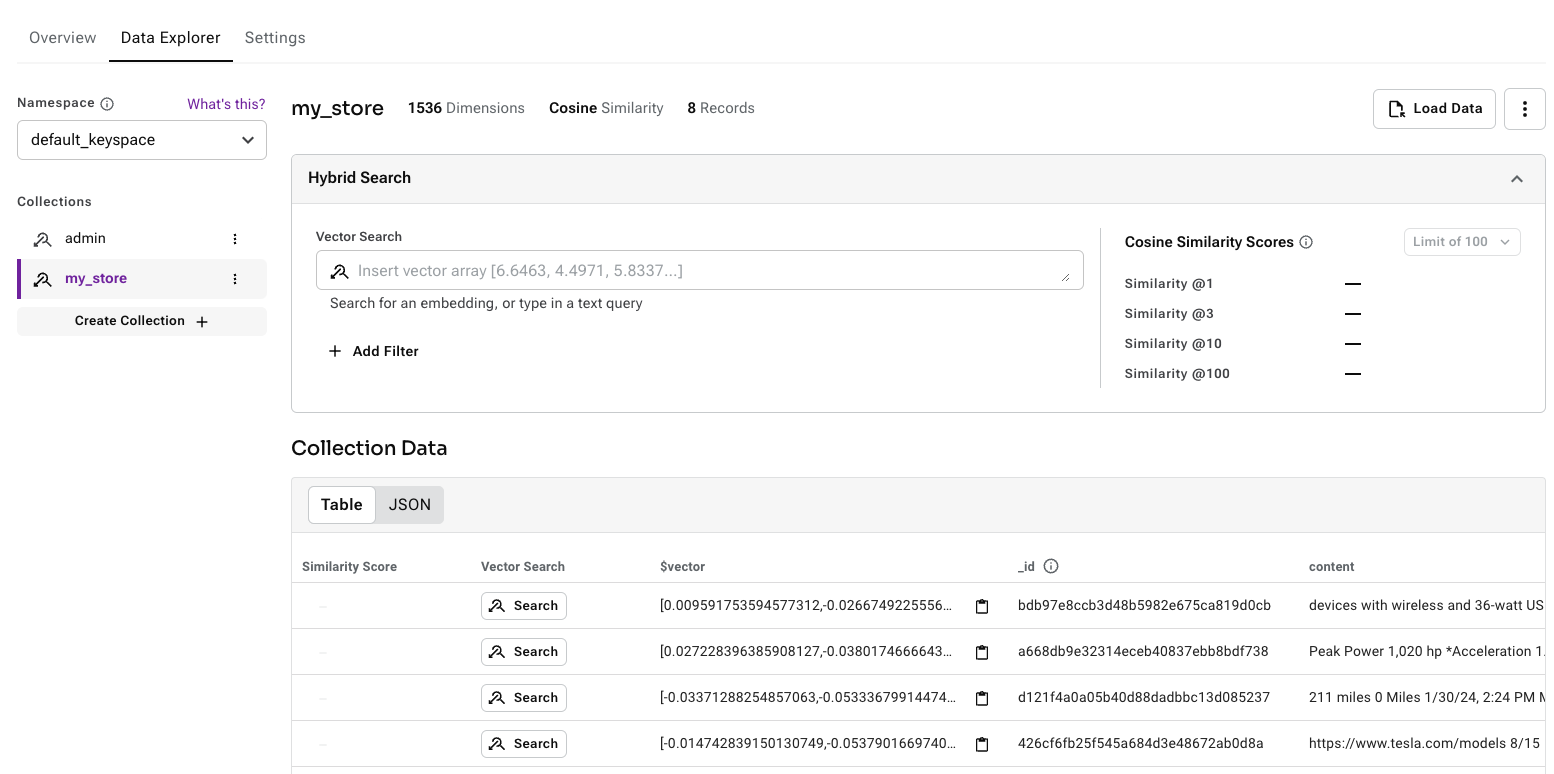 Overview Data Explorer Settings
Namespace What's this?
default_keyspace
Collections
admin
my_store
Create Collection +
my_store 1536 Dimensions Cosine Similarity 8 Records Load Data
Hybrid Search
Vector Search
Insert vector array [6.6463, 4.4971, 5.8337...]
Search for an embedding, or type in a text query
+ Add Filter
Cosine Similarity Scores Limit of 100
Similarity @1 —
Similarity @3 —
Similarity @10 —
Similarity @100 —
Collection Data
Table JSON
Similarity Score Vector Search $vector _id content
– Search [0.009591753594577312,-0.0266749225556... bdb97e8ccb3d48b5982e675ca819d0cb devices with wireless and 36-watt US
– Search [0.027228396385908127,-0.0380174666643... a668db9e32314eceb40837ebb8bdf738 Peak Power 1,020 hp *Acceleration 1.
– Search [-0.03371288254857063,-0.05333679914474... d121f4a0a05b40d88dadbbc13d085237 211 miles 0 Miles 1/30/24, 2:24 PM M
– Search [-0.014742839150130749,-0.0537901669740... 426cf6fb25f545a684d3e48672ab0d8a https://www.tesla.com/models 8/15